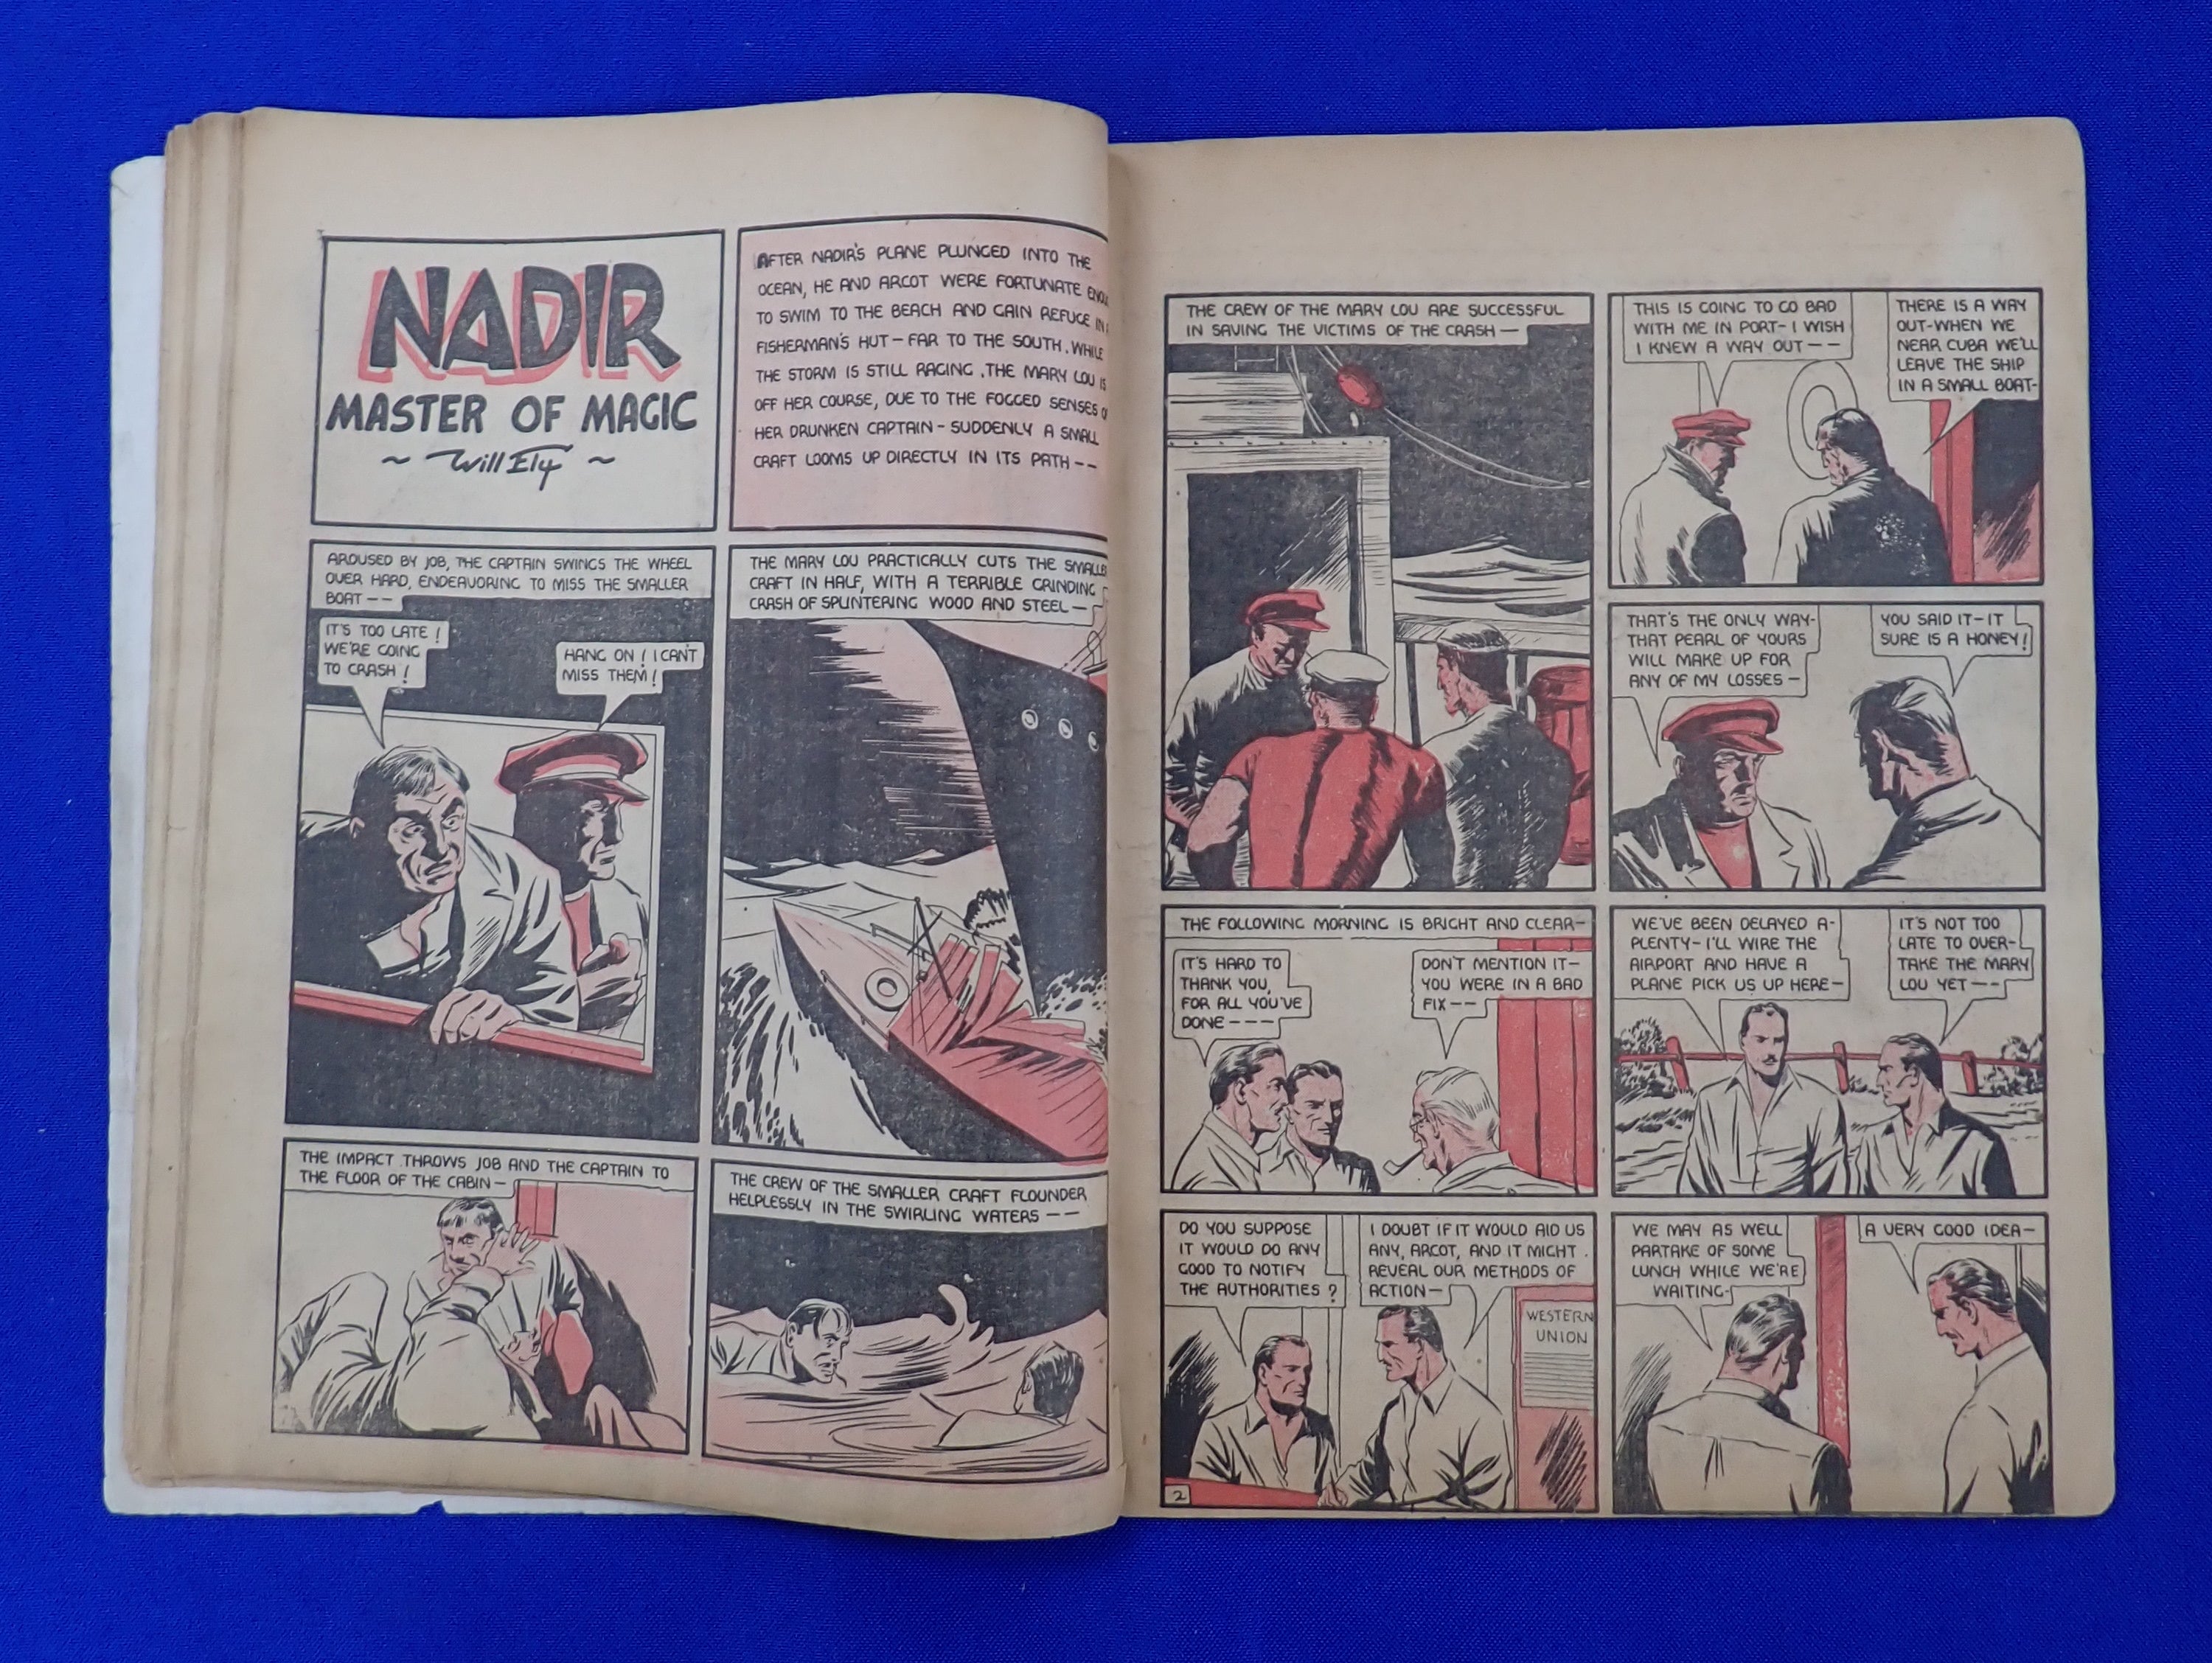 NADIR
MASTER OF MAGIC
~ Will Ely ~
AFTER NADIR'S PLANE PLUNGED INTO THE
OCEAN, HE AND ARCOT WERE FORTUNATE
TO SWIM TO THE BEACH AND GAIN REFUGE IN
FISHERMAN'S HUT - FAR TO THE SOUTH. WHILE
THE STORM IS STILL RAGING, THE MARY LOU IS
OFF HER COURSE, DUE TO THE FOGGED SENSES
HER DRUNKEN CAPTAIN - SUDDENLY A SMALL
CRAFT LOOMS UP DIRECTLY IN ITS PATH --
AROUSED BY JOB, THE CAPTAIN SWINGS THE WHEEL
OVER HARD, ENDEAVORING TO MISS THE SMALLER
BOAT --
IT'S TOO LATE!
WE'RE GOING
TO CRASH!
HANG ON! I CAN'T
MISS THEM!
THE MARY LOU PRACTICALLY CUTS THE SMALLER
CRAFT IN HALF, WITH A TERRIBLE GRINDING
CRASH OF SPLINTERING WOOD AND STEEL -
THE IMPACT THROWS JOB AND THE CAPTAIN TO
THE FLOOR OF THE CABIN -
THE CREW OF THE SMALLER CRAFT FLOUNDER
HELPLESSLY IN THE SWIRLING WATERS --
THE CREW OF THE MARY LOU ARE SUCCESSFUL
IN SAVING THE VICTIMS OF THE CRASH -
THIS IS GOING TO GO BAD
WITH ME IN PORT - I WISH
I KNEW A WAY OUT --
THERE IS A WAY
OUT - WHEN WE
NEAR CUBA WE'LL
LEAVE THE SHIP
IN A SMALL BOAT-
THAT'S THE ONLY WAY-
THAT PEARL OF YOURS
WILL MAKE UP FOR
ANY OF MY LOSSES -
YOU SAID IT - IT
SURE IS A HONEY!
THE FOLLOWING MORNING IS BRIGHT AND CLEAR-
IT'S HARD TO
THANK YOU,
FOR ALL YOU'VE
DONE ---
DON'T MENTION IT -
YOU WERE IN A BAD
FIX --
WE'VE BEEN DELAYED A-
PLENTY - I'LL WIRE THE
AIRPORT AND HAVE A
PLANE PICK US UP HERE -
IT'S NOT TOO
LATE TO OVER-
TAKE THE MARY
LOU YET --
DO YOU SUPPOSE
IT WOULD DO ANY
GOOD TO NOTIFY
THE AUTHORITIES?
I DOUBT IF IT WOULD AID US
ANY, ARCOT, AND IT MIGHT
REVEAL OUR METHODS OF
ACTION -
WESTERN
UNION
2
WE MAY AS WELL
PARTAKE OF SOME
LUNCH WHILE WE'RE
WAITING-
A VERY GOOD IDEA -